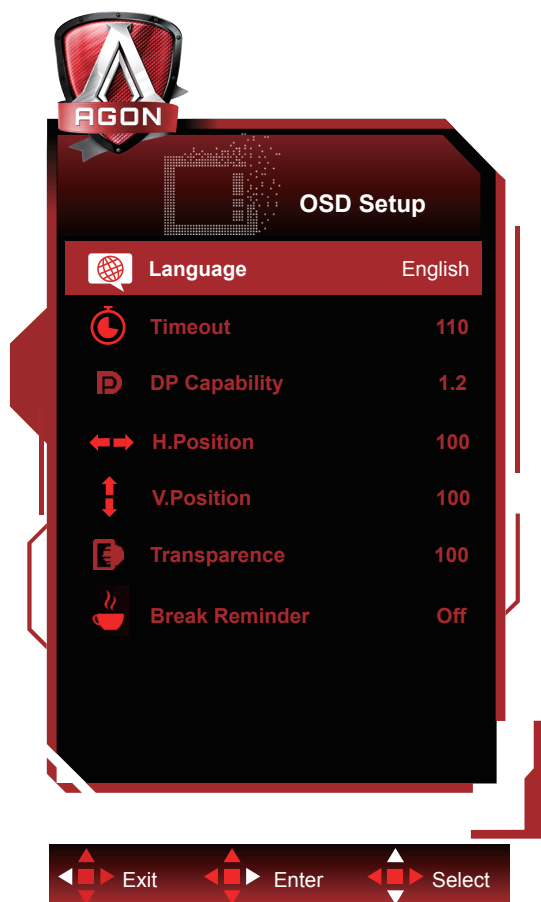 AGON
OSD Setup
Language English
Timeout 110
DP Capability 1.2
H.Position 100
V.Position 100
Transparence 100
Break Reminder Off
Exit Enter Select